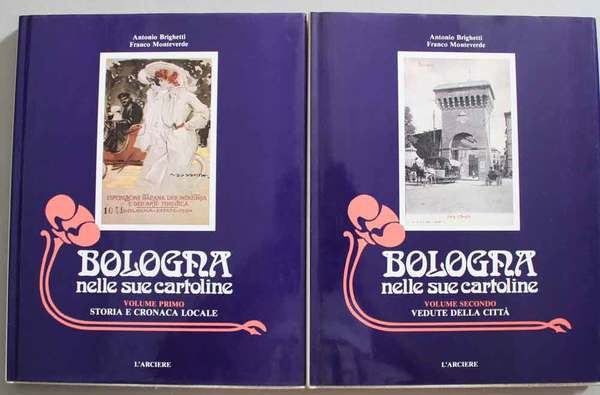 Antonio Brighetti
Franco Monteverde
BOLOGNA
nelle sue cartoline
VOLUME PRIMO
STORIA E CRONACA LOCALE
L'ARCIERE
Antonio Brighetti
Franco Monteverde
BOLOGNA
nelle sue cartoline
VOLUME SECONDO
VEDUTE DELLA CITTÀ
L'ARCIERE